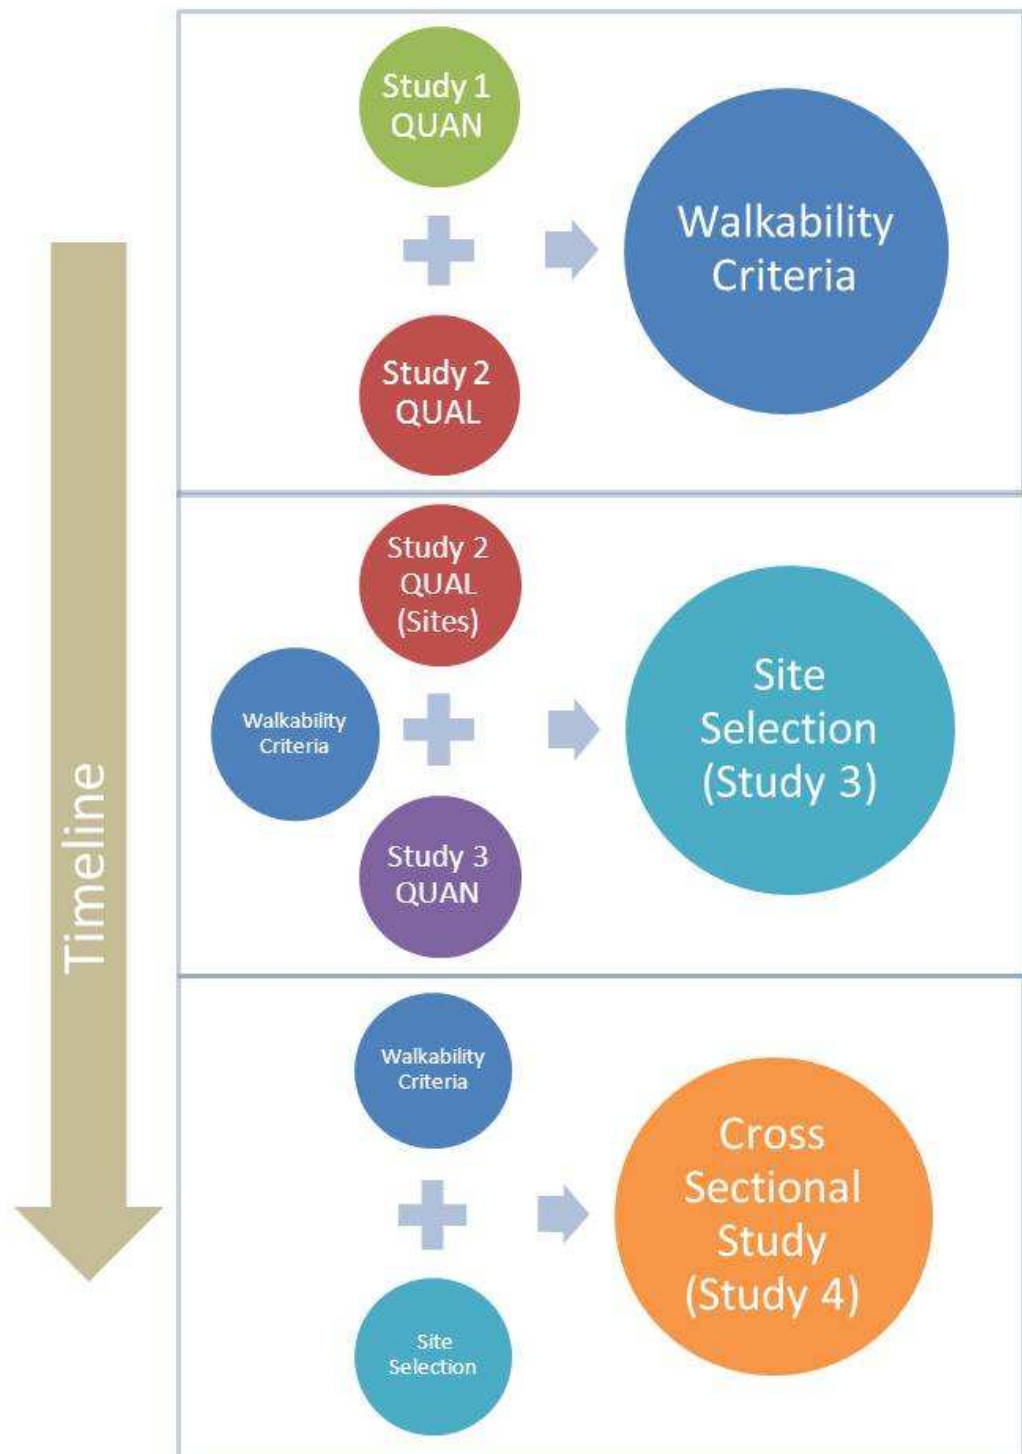 Study 1
QUAN
Walkability
Criteria
Study 2
QUAL
Timeline
Study 2
QUAL
(Sites)
Walkability
Criteria
Site
Selection
(Study 3)
Study 3
QUAN
Walkability
Criteria
Cross
Sectional
Study
(Study 4)
Site
Selection